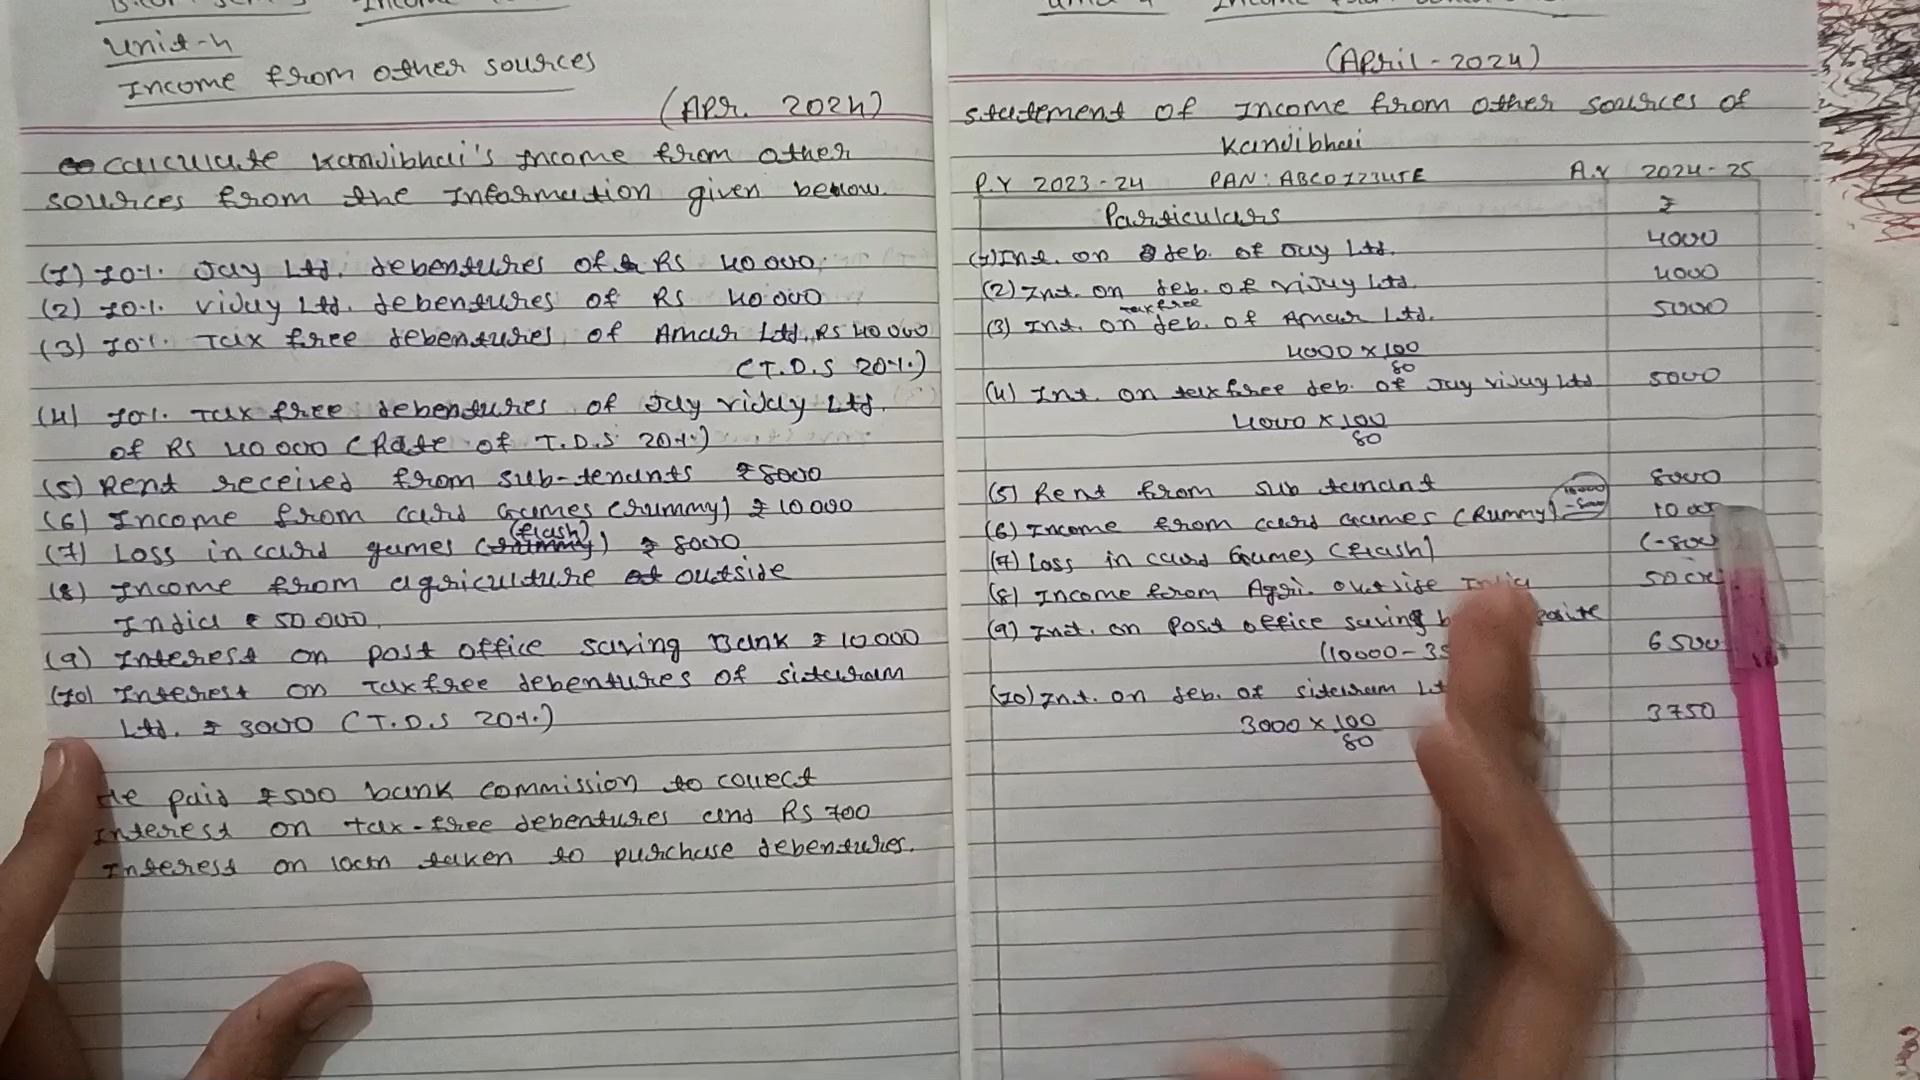 Unit-4
Income from other sources
(Apr. 2024)
calculate Kanjibhai's Income from other
sources from the Information given below.
(1) 10%. Jay Ltd. debentures of Rs 40000.
(2) 10%. Vijay Ltd. debentures of Rs 40000
(3) 10%. Tax free debentures of Amar Ltd. Rs 40000
(T.D.S 20%.)
(4) 10%. Tax free debentures of Jay vijay Ltd.
of Rs 40000 (Rate of T.D.S 20%)
(5) Rent received from sub-tenants ₹8000
(6) Income from card Games (rummy) ₹10000
(flash)
(7) Loss in card games ₹ 8000
(8) Income from agriculture outside
India ₹ 50000.
(9) Interest on post office saving Bank ₹10000
(10) Interest on Taxfree debentures of sitaram
Ltd. ₹ 3000 (T.D.S 20%.)
He paid ₹500 bank commission to collect
interest on tax-free debentures and Rs 700
Interest on loan taken to purchase debentures.
(April-2024)
statement of Income from other sources of
Kanjibhai
P.Y 2023-24 PAN: ABCD1234E A.Y 2024-25
Particulars ₹
(1) Int. on deb. of Jay Ltd. 4000
(2) Int. on deb. of vijay Ltd. 4000
tax free
(3) Int. on deb. of Amar Ltd. 5000
4000 x 100
80
(4) Int. on taxfree deb. of Jay vijay Ltd 5000
4000 x 100
80
(5) Rent from sub tanant 8000
(6) Income from card Games (Rummy)
(7) Loss in card Games (flash)
(8) Income from Agri. outside India
(9) Int. on post office saving
(10000-35 6500
(10) Int. on deb. of sitaram
3000 x 100 3750
80